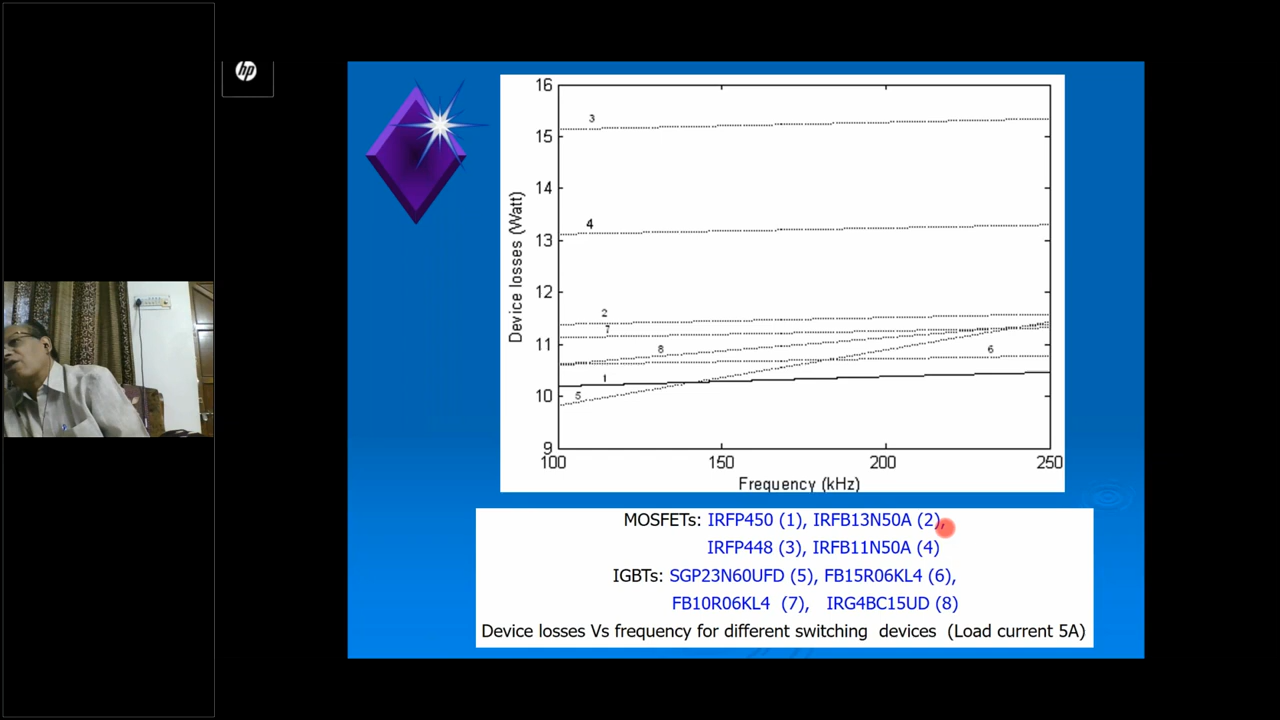 hp
16
15
14
13
12
11
10
9
Device losses (Watt)
3
4
2
7
8
6
1
5
100
150
200
250
Frequency (kHz)
MOSFETs: IRFP450 (1), IRFB13N50A (2),
IRFP448 (3), IRFB11N50A (4)
IGBTs: SGP23N60UFD (5), FB15R06KL4 (6),
FB10R06KL4 (7), IRG4BC15UD (8)
Device losses Vs frequency for different switching devices (Load current 5A)